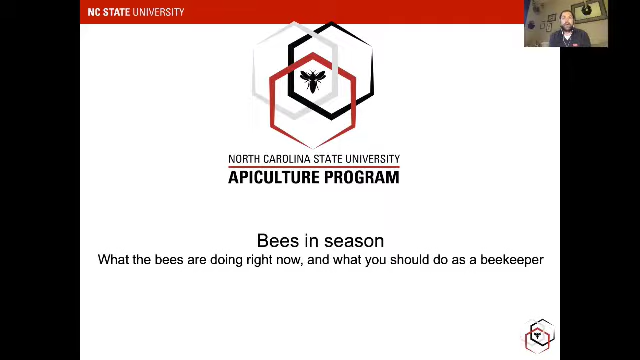 NC STATE UNIVERSITY
NORTH CAROLINA STATE UNIVERSITY
APICULTURE PROGRAM
Bees in season
What the bees are doing right now, and what you should do as a beekeeper